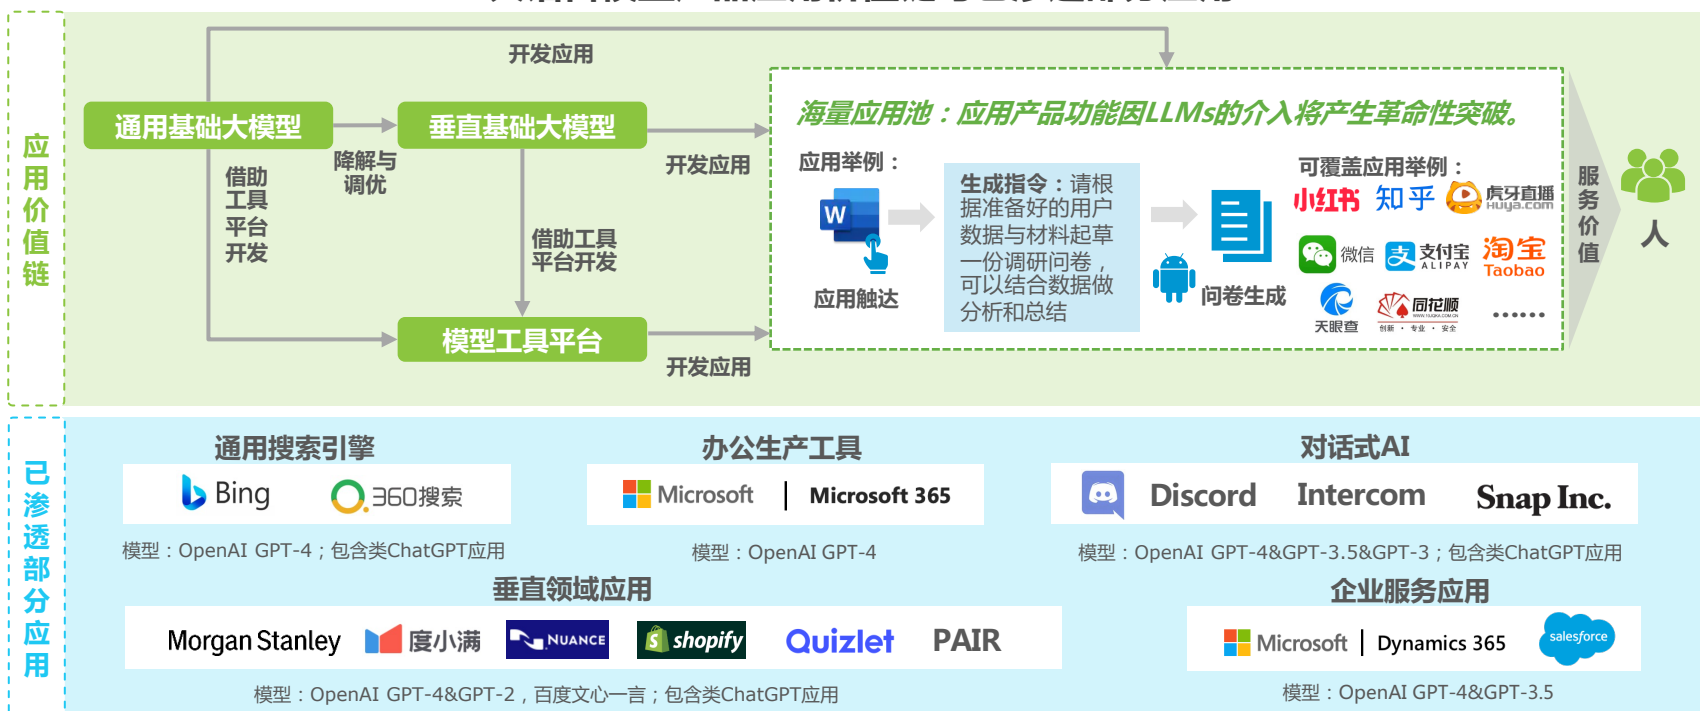 应用价值链
开发应用
通用基础大模型
降解与
调优
垂直基础大模型
开发应用
借助
工具
平台
开发
借助工具
平台开发
模型工具平台
开发应用
海量应用池：应用产品功能因LLMs的介入将产生革命性突破。
应用举例：
W
应用触达
生成指令：请根
据准备好的用户
数据与材料起草
一份调研问卷，
可以结合数据做
分析和总结
问卷生成
可覆盖应用举例：
小红书 知乎 虎牙直播
Huya.com
微信 支 支付宝
ALIPAY
淘宝
Taobao
天眼查
同花顺
WWW.10JQKA.COM.CN
创新·专业·安全
......
服务价值
人
已渗透部分应用
通用搜索引擎
Bing 360搜索
模型：OpenAI GPT-4；包含类ChatGPT应用
办公生产工具
Microsoft | Microsoft 365
模型：OpenAI GPT-4
对话式AI
Discord Intercom Snap Inc.
模型：OpenAI GPT-4&GPT-3.5&GPT-3；包含类ChatGPT应用
垂直领域应用
Morgan Stanley 度小满 NUANCE shopify Quizlet PAIR
模型：OpenAI GPT-4&GPT-2，百度文心一言；包含类ChatGPT应用
企业服务应用
Microsoft | Dynamics 365 salesforce
模型：OpenAI GPT-4&GPT-3.5